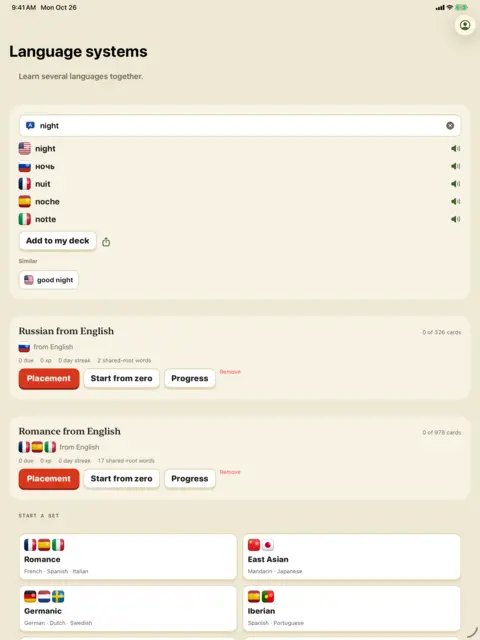 9:41 AM Mon Oct 26
Language systems
Learn several languages together.
night
night
ночь
nuit
noche
notte
Add to my deck
Similar
good night
Russian from English
0 of 326 cards
from English
0 due 0 xp 0 day streak 2 shared-root words
Placement Start from zero Progress Remove
Romance from English
0 of 979 cards
from English
0 due 0 xp 0 day streak 17 shared-root words
Placement Start from zero Progress Remove
START A SET
Romance
French · Spanish · Italian
East Asian
Mandarin · Japanese
Germanic
German · Dutch · Swedish
Iberian
Spanish · Portuguese